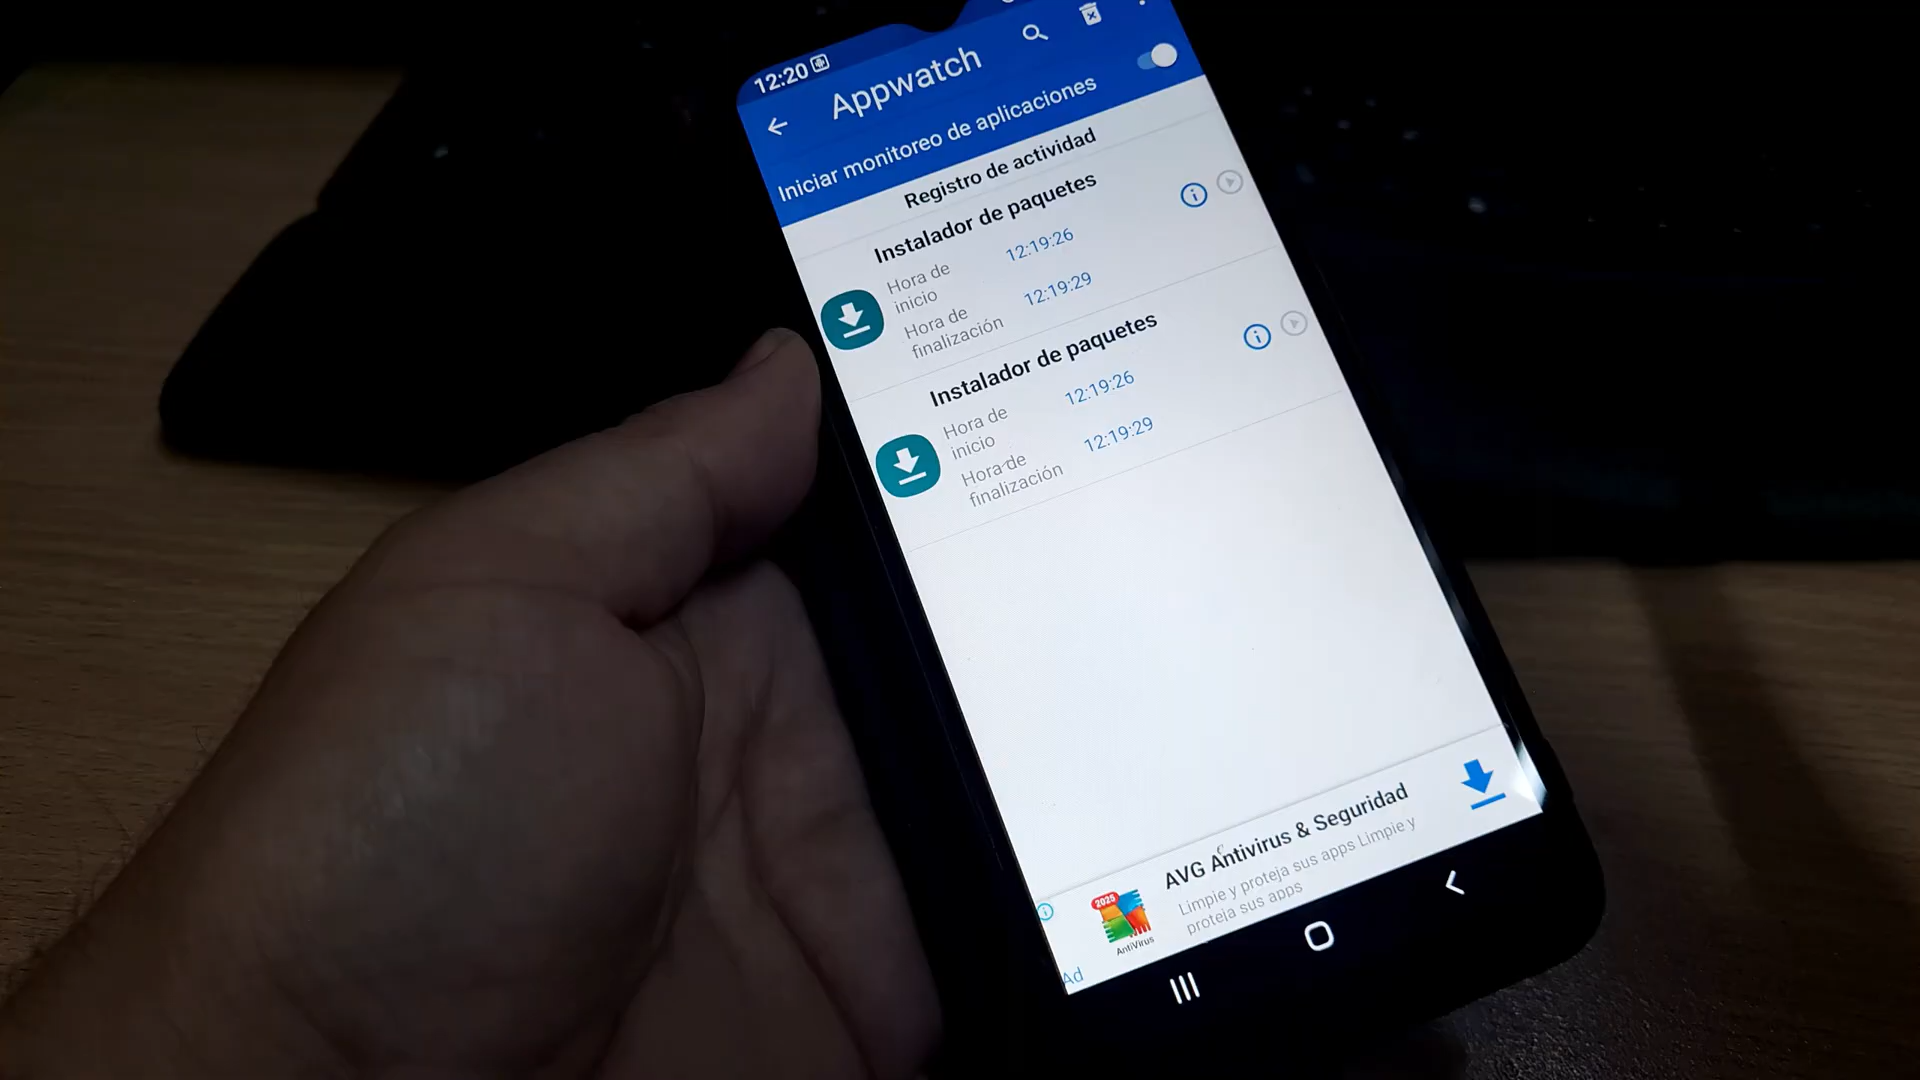 12:20
Appwatch
Iniciar monitoreo de aplicaciones
Registro de actividad
Instalador de paquetes
Hora de inicio 12:19:26
Hora de finalización 12:19:29
Instalador de paquetes
Hora de inicio 12:19:26
Hora de finalización 12:19:29
AVG Antivirus & Seguridad
Limpie y proteja sus apps Limpie y
proteja sus apps
2025
AntiVirus
Ad